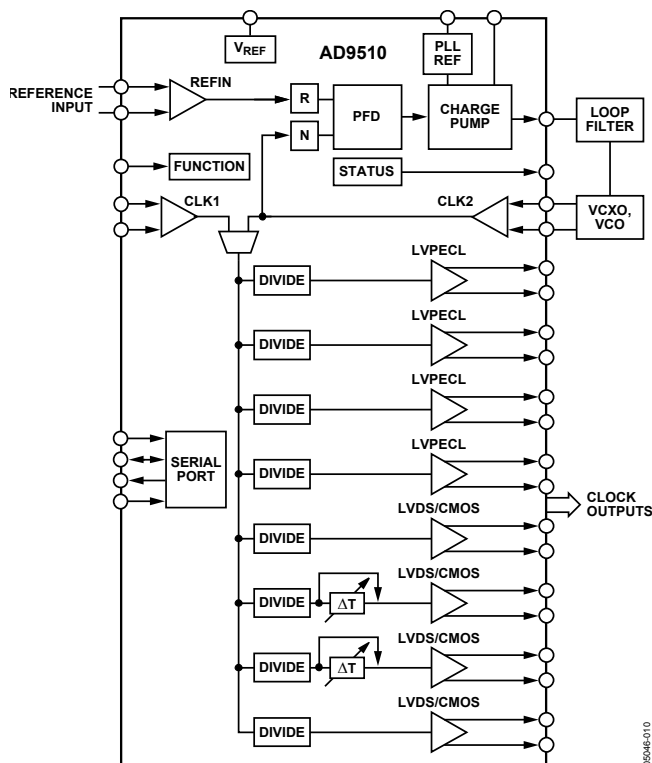 VREF
AD9510
PLL
REF
REFERENCE
INPUT
REFIN
R
N
PFD
CHARGE
PUMP
LOOP
FILTER
FUNCTION
STATUS
CLK1
CLK2
VCXO,
VCO
LVPECL
DIVIDE
LVPECL
DIVIDE
LVPECL
DIVIDE
LVPECL
DIVIDE
SERIAL
PORT
CLOCK
OUTPUTS
LVDS/CMOS
DIVIDE
LVDS/CMOS
DIVIDE
ΔT
LVDS/CMOS
DIVIDE
ΔT
LVDS/CMOS
DIVIDE
05046-010